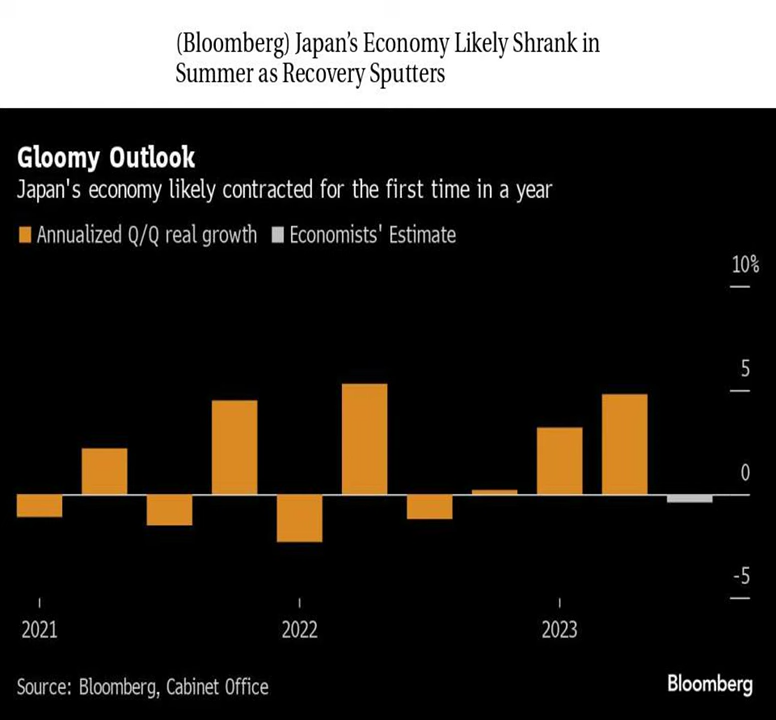 (Bloomberg) Japan’s Economy Likely Shrank in
Summer as Recovery Sputters
Gloomy Outlook
Japan's economy likely contracted for the first time in a year
Annualized Q/Q real growth Economists' Estimate
10%
5
0
-5
2021 2022 2023
Source: Bloomberg, Cabinet Office
Bloomberg